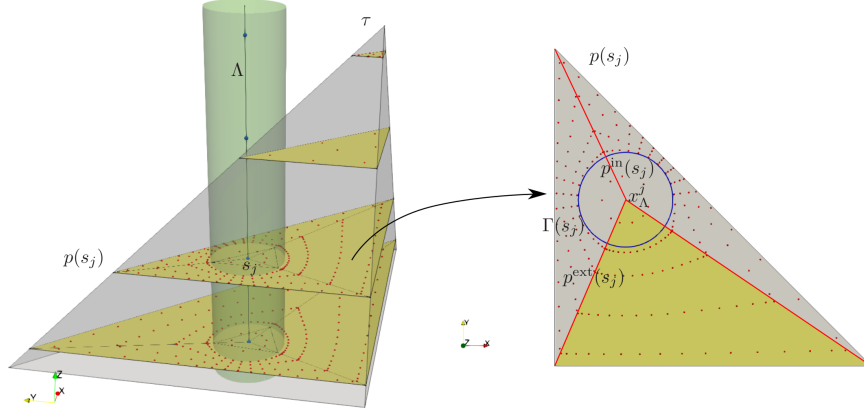 τ
Λ
p(s_j)
s_j
Z
X
Y
p(s_j)
p^in(s_j)
x_Λ^j
Γ(s_j)
p^ext(s_j)
Y
Z
X